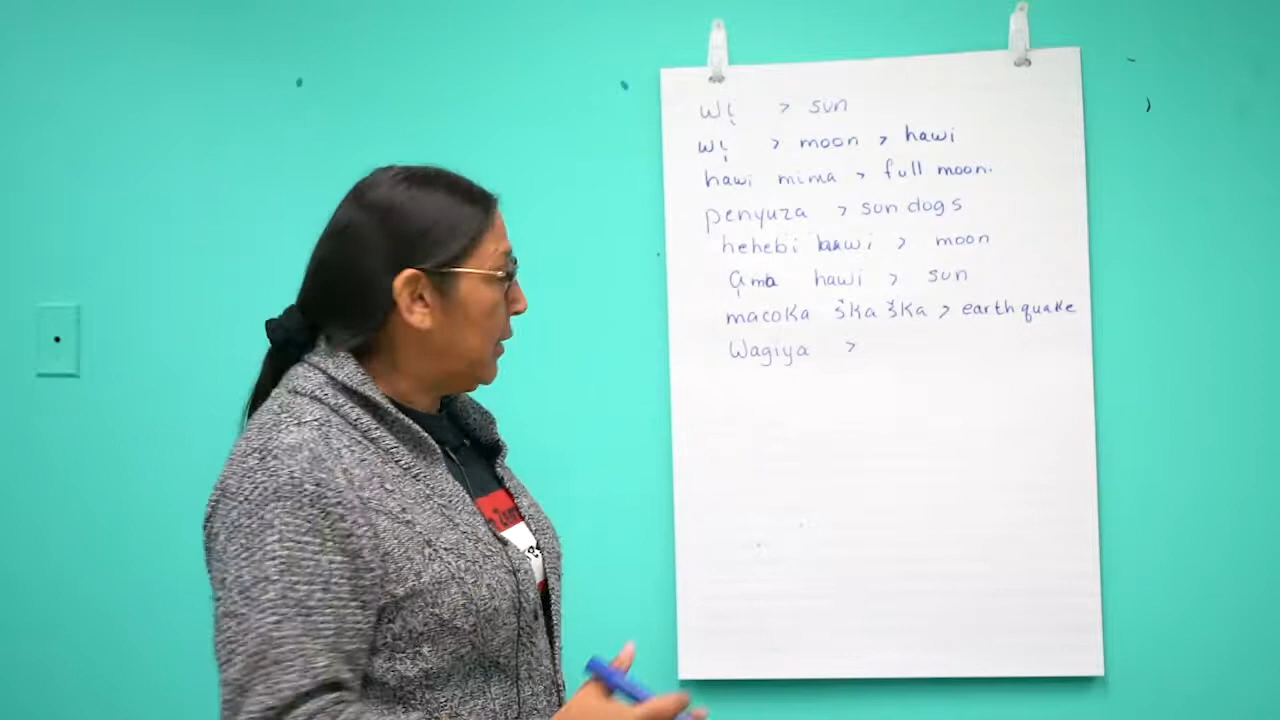 wį > sun
wį > moon > hawi
hawi mima > full moon.
penyuza > sun dogs
hehebi hawi > moon
ąma hawi > sun
macoka ška ška > earthquake
Wagiya >